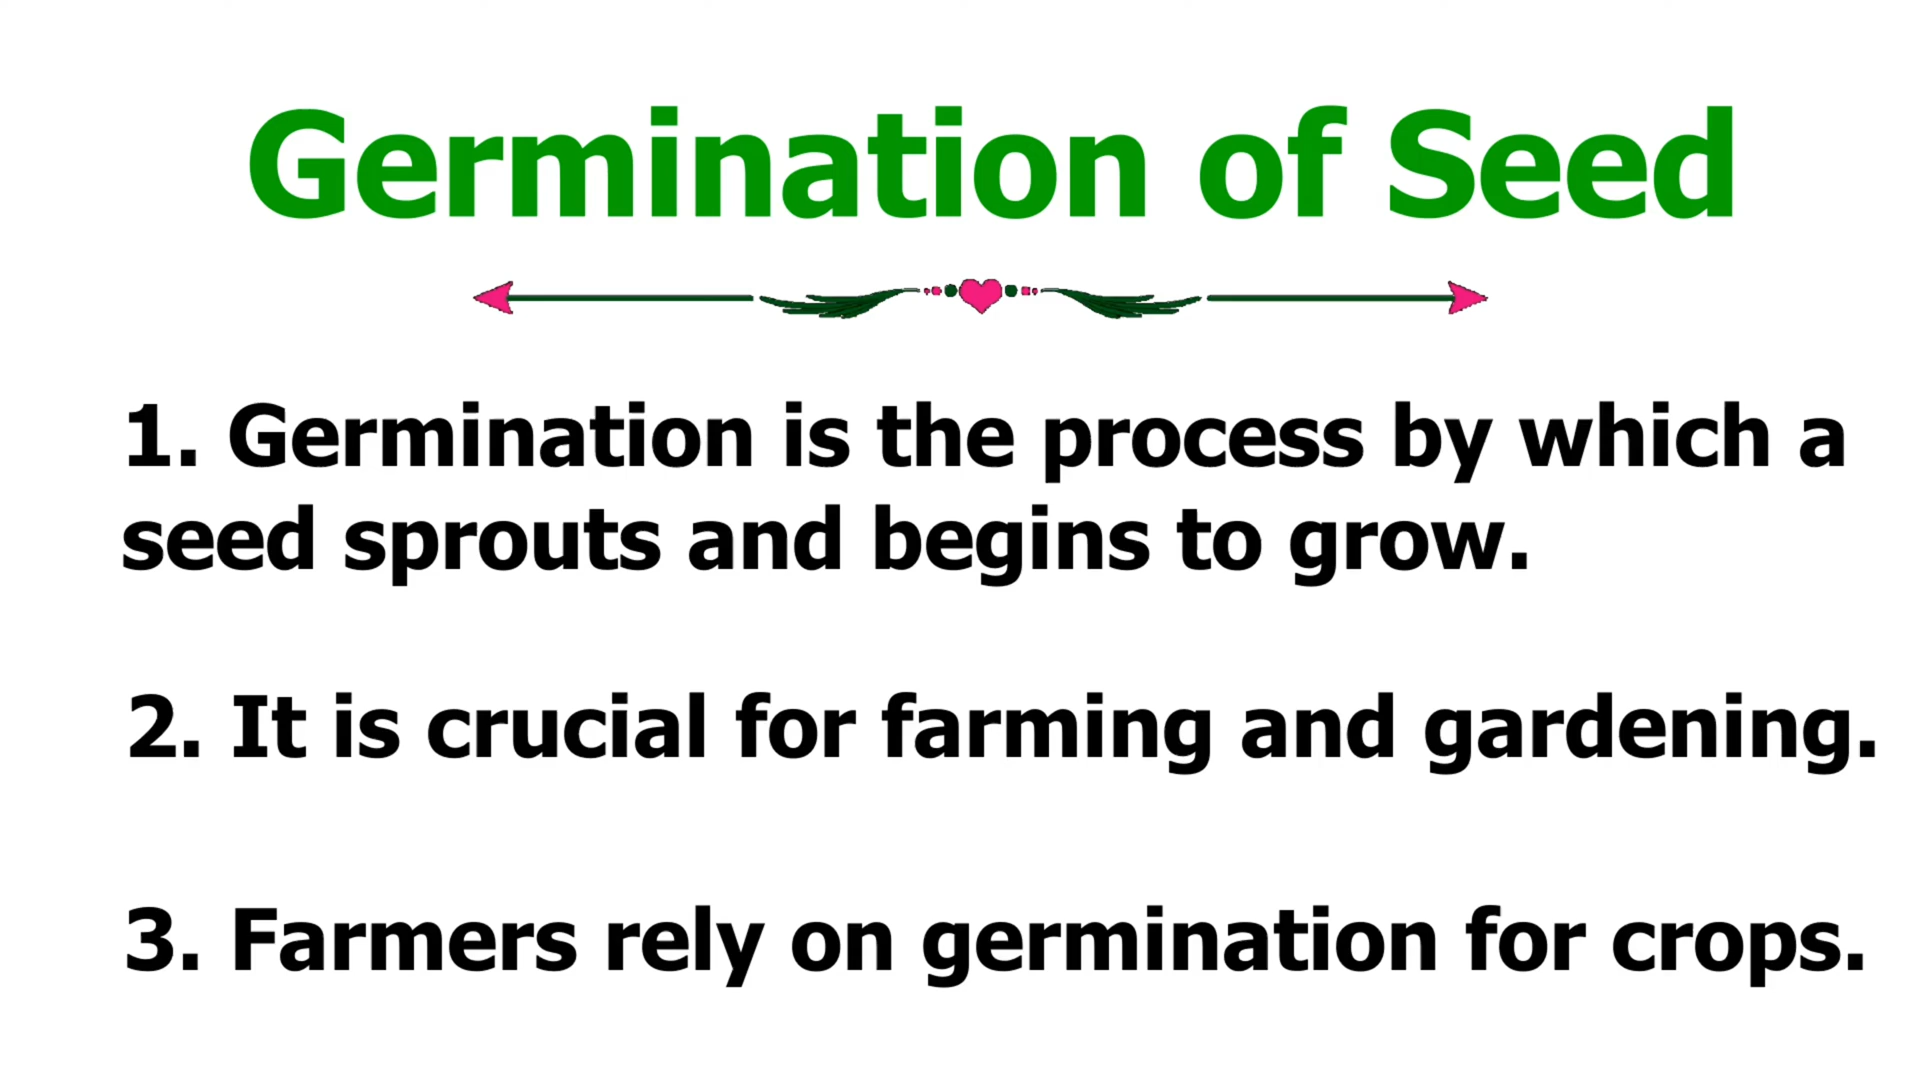 Germination of Seed
1. Germination is the process by which a
seed sprouts and begins to grow.
2. It is crucial for farming and gardening.
3. Farmers rely on germination for crops.